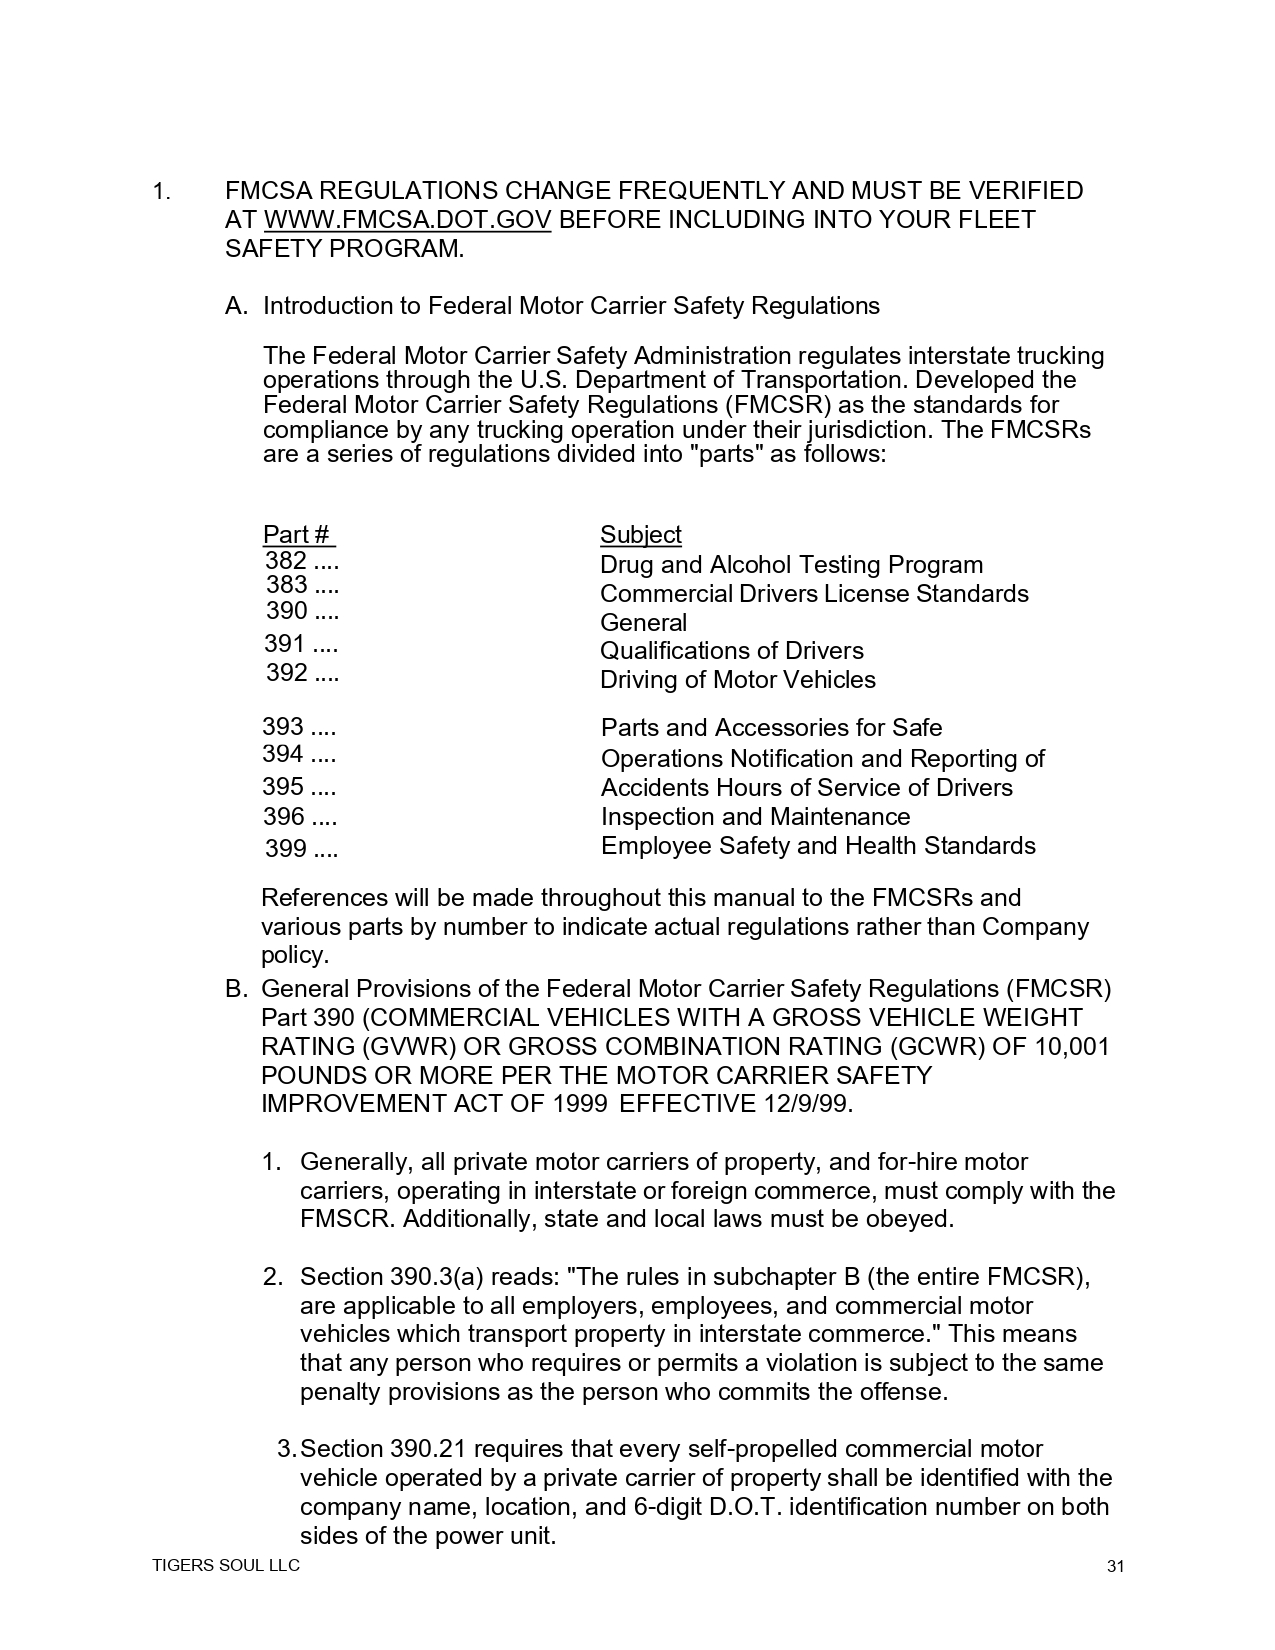 1. FMCSA REGULATIONS CHANGE FREQUENTLY AND MUST BE VERIFIED
AT WWW.FMCSA.DOT.GOV BEFORE INCLUDING INTO YOUR FLEET
SAFETY PROGRAM.
A. Introduction to Federal Motor Carrier Safety Regulations
The Federal Motor Carrier Safety Administration regulates interstate trucking
operations through the U.S. Department of Transportation. Developed the
Federal Motor Carrier Safety Regulations (FMCSR) as the standards for
compliance by any trucking operation under their jurisdiction. The FMCSRs
are a series of regulations divided into "parts" as follows:
Part # Subject
382 .... Drug and Alcohol Testing Program
383 .... Commercial Drivers License Standards
390 .... General
391 .... Qualifications of Drivers
392 .... Driving of Motor Vehicles
393 .... Parts and Accessories for Safe
394 .... Operations Notification and Reporting of
395 .... Accidents Hours of Service of Drivers
396 .... Inspection and Maintenance
399 .... Employee Safety and Health Standards
References will be made throughout this manual to the FMCSRs and
various parts by number to indicate actual regulations rather than Company
policy.
B. General Provisions of the Federal Motor Carrier Safety Regulations (FMCSR)
Part 390 (COMMERCIAL VEHICLES WITH A GROSS VEHICLE WEIGHT
RATING (GVWR) OR GROSS COMBINATION RATING (GCWR) OF 10,001
POUNDS OR MORE PER THE MOTOR CARRIER SAFETY
IMPROVEMENT ACT OF 1999 EFFECTIVE 12/9/99.
1. Generally, all private motor carriers of property, and for-hire motor
carriers, operating in interstate or foreign commerce, must comply with the
FMSCR. Additionally, state and local laws must be obeyed.
2. Section 390.3(a) reads: "The rules in subchapter B (the entire FMCSR),
are applicable to all employers, employees, and commercial motor
vehicles which transport property in interstate commerce." This means
that any person who requires or permits a violation is subject to the same
penalty provisions as the person who commits the offense.
3. Section 390.21 requires that every self-propelled commercial motor
vehicle operated by a private carrier of property shall be identified with the
company name, location, and 6-digit D.O.T. identification number on both
sides of the power unit.
TIGERS SOUL LLC 31